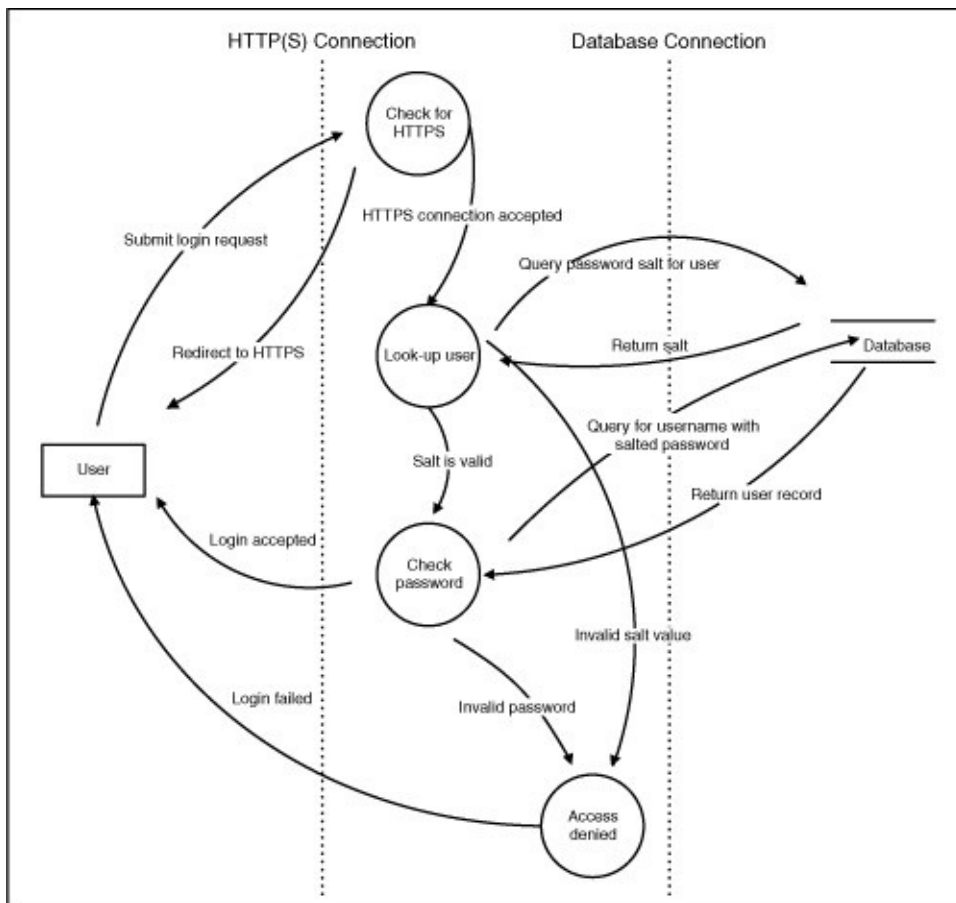 HTTP(S) Connection
Database Connection
Check for
HTTPS
HTTPS connection accepted
Submit login request
Query password salt for user
Redirect to HTTPS
Look-up user
Return salt
Database
Query for username with
salted password
User
Salt is valid
Return user record
Login accepted
Check
password
Invalid salt value
Login failed
Invalid password
Access
denied